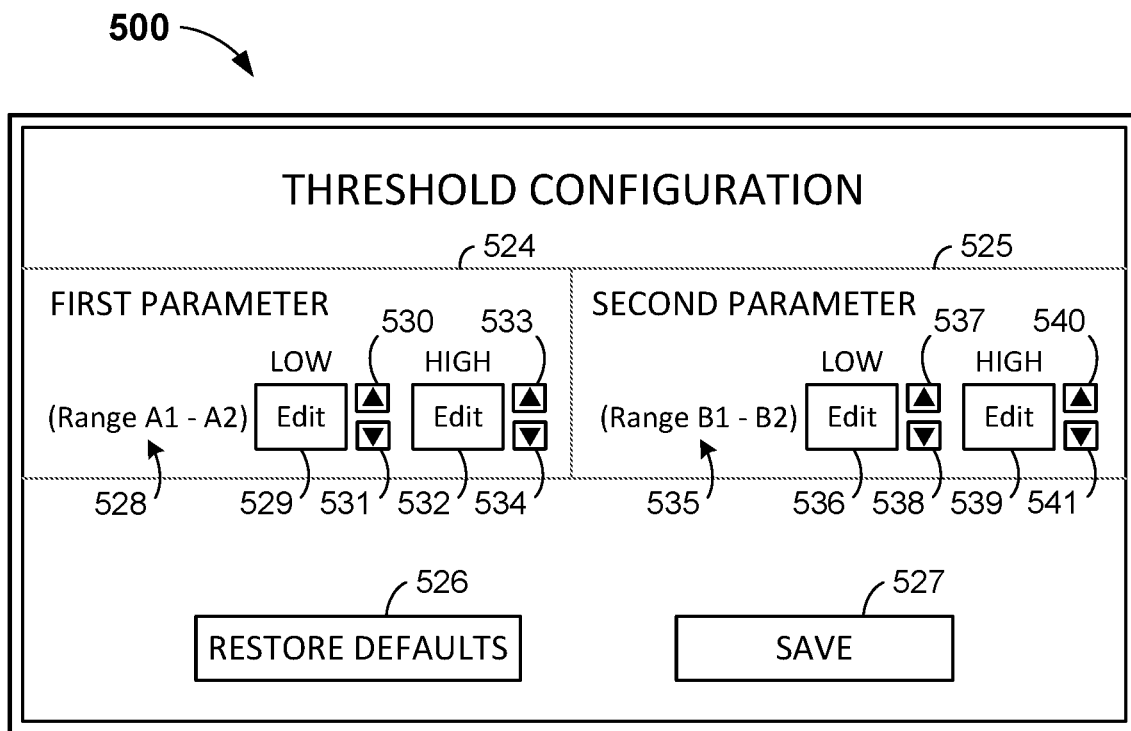 500
THRESHOLD CONFIGURATION
524 525
FIRST PARAMETER
530 533
LOW HIGH
(Range A1 - A2) Edit ▲ ▼ Edit ▲ ▼
528 529 531 532 534
SECOND PARAMETER
537 540
LOW HIGH
(Range B1 - B2) Edit ▲ ▼ Edit ▲ ▼
535 536 538 539 541
526 527
RESTORE DEFAULTS SAVE